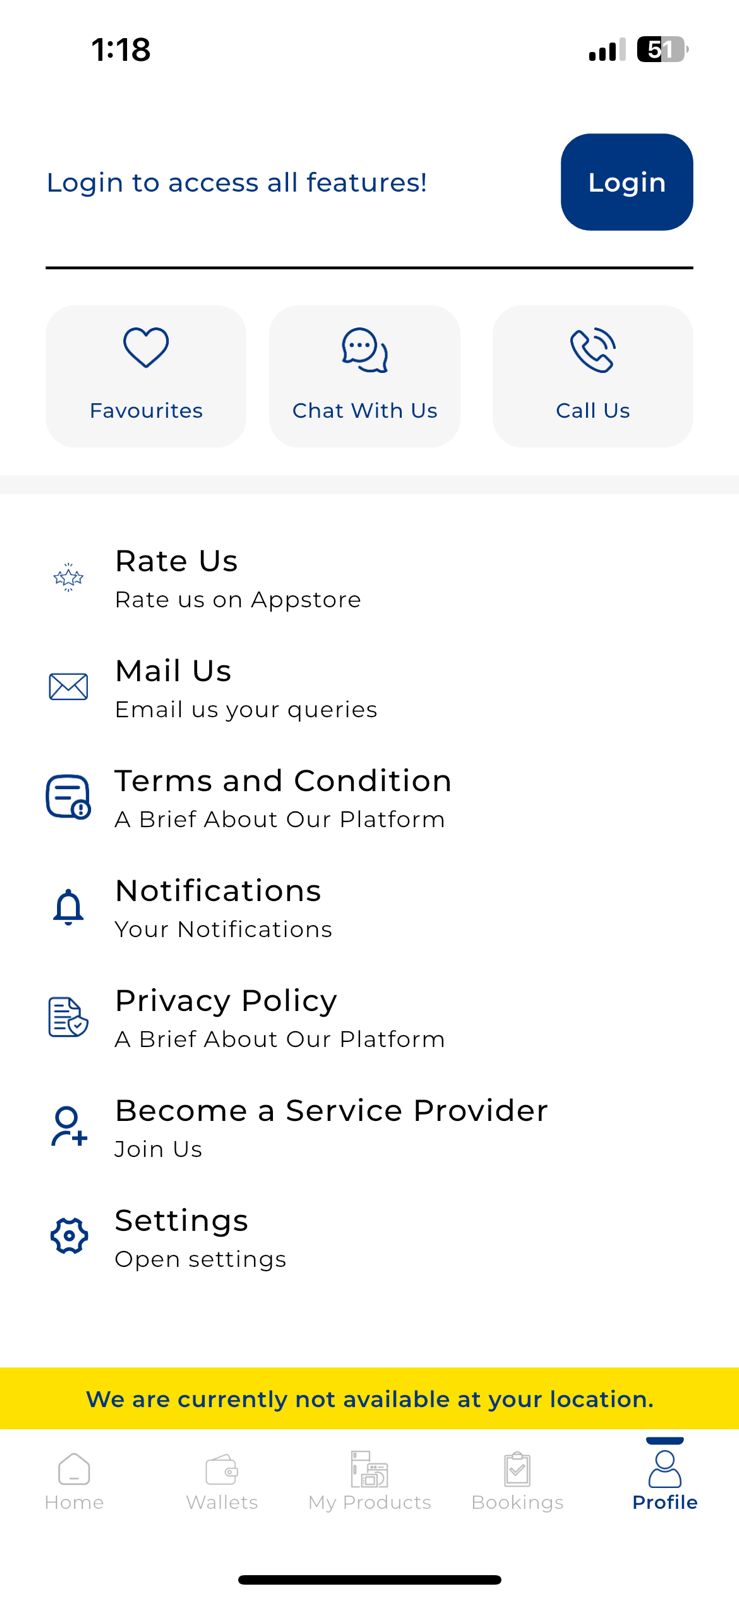 1:18
51
Login to access all features!
Login
Favourites
Chat With Us
Call Us
Rate Us
Rate us on Appstore
Mail Us
Email us your queries
Terms and Condition
A Brief About Our Platform
Notifications
Your Notifications
Privacy Policy
A Brief About Our Platform
Become a Service Provider
Join Us
Settings
Open settings
We are currently not available at your location.
Home
Wallets
My Products
Bookings
Profile